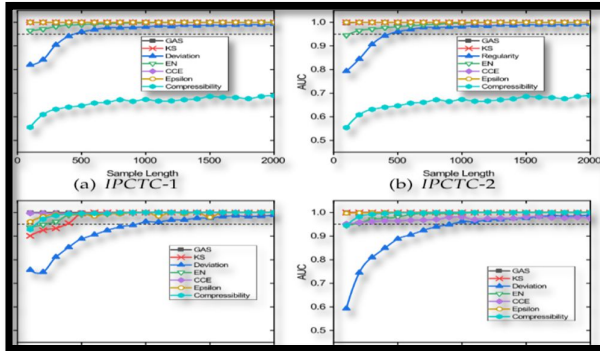 1.0
0.9
0.8
0.7
0.6
0.5
AUC
GAS
KS
Deviation
EN
CCE
Epsilon
Compressibility
GAS
KS
Regularity
EN
CCE
Epsilon
Compressibility
0 500 1000 1500 2000
0 500 1000 1500 2000
Sample Length
Sample Length
(a) IPCTC-1
(b) IPCTC-2
1.0
0.9
0.8
0.7
0.6
0.5
AUC
GAS
KS
Deviation
EN
CCE
Epsilon
Compressibility
GAS
KS
Deviation
EN
CCE
Epsilon
Compressibility